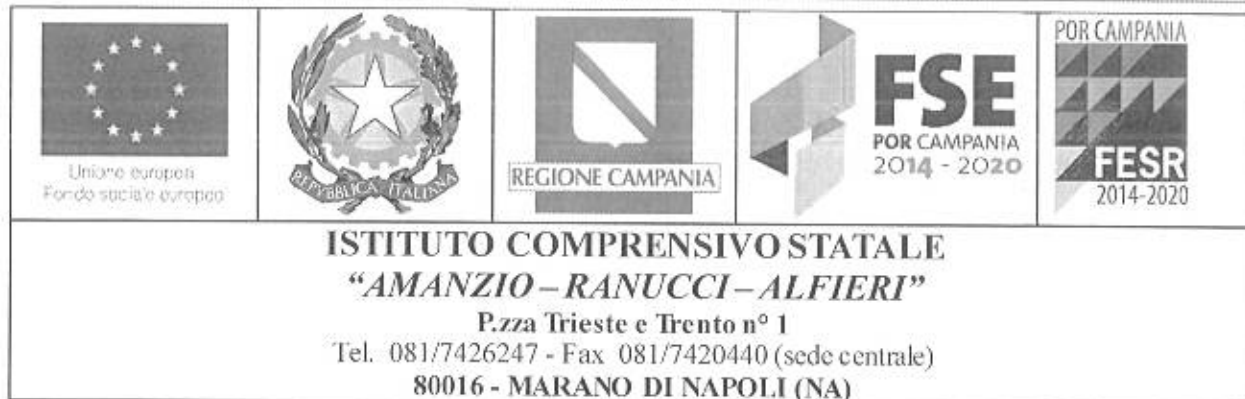 Unione europea
Fondo sociale europeo
REPVBBLICA ITALIANA
REGIONE CAMPANIA
FSE
POR CAMPANIA
2014 - 2020
POR CAMPANIA
FESR
2014-2020
ISTITUTO COMPRENSIVO STATALE
“AMANZIO – RANUCCI – ALFIERI”
P.zza Trieste e Trento n° 1
Tel. 081/7426247 - Fax 081/7420440 (sede centrale)
80016 - MARANO DI NAPOLI (NA)